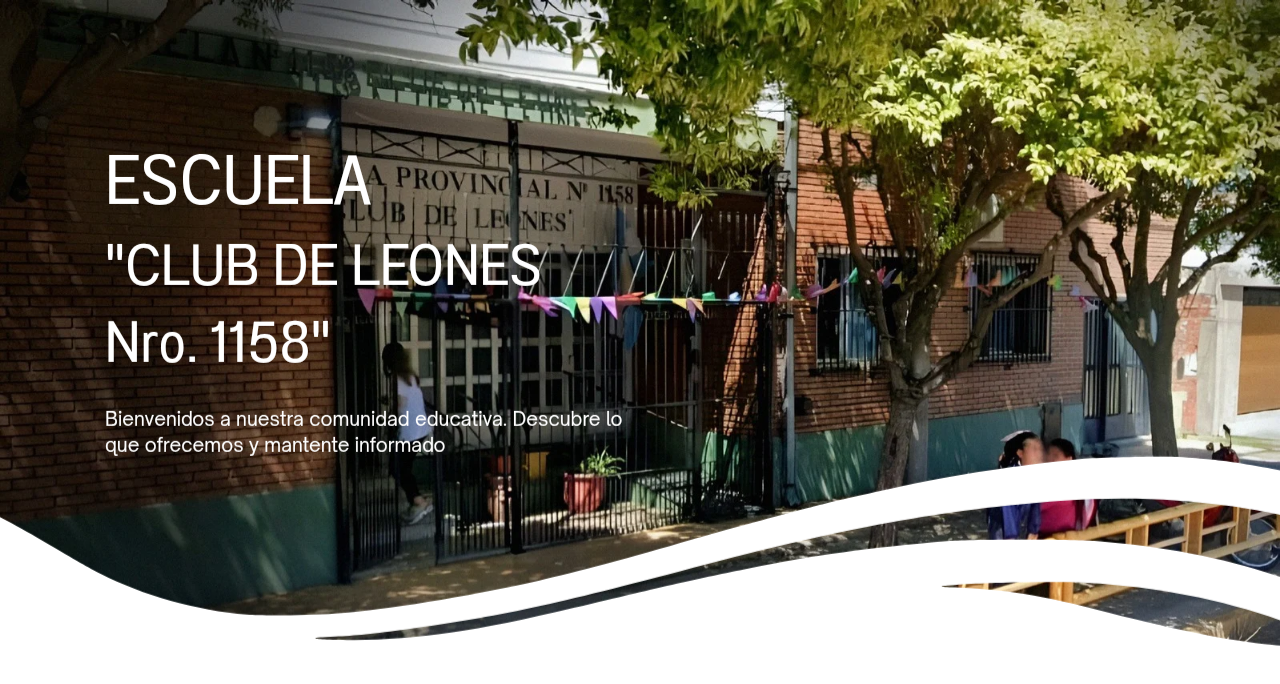 ESCUELA
"CLUB DE LEONES
Nro. 1158"
Bienvenidos a nuestra comunidad educativa. Descubre lo
que ofrecemos y mantente informado
LA PROVINCIAL Nº 1158
CLUB DE LEONES"